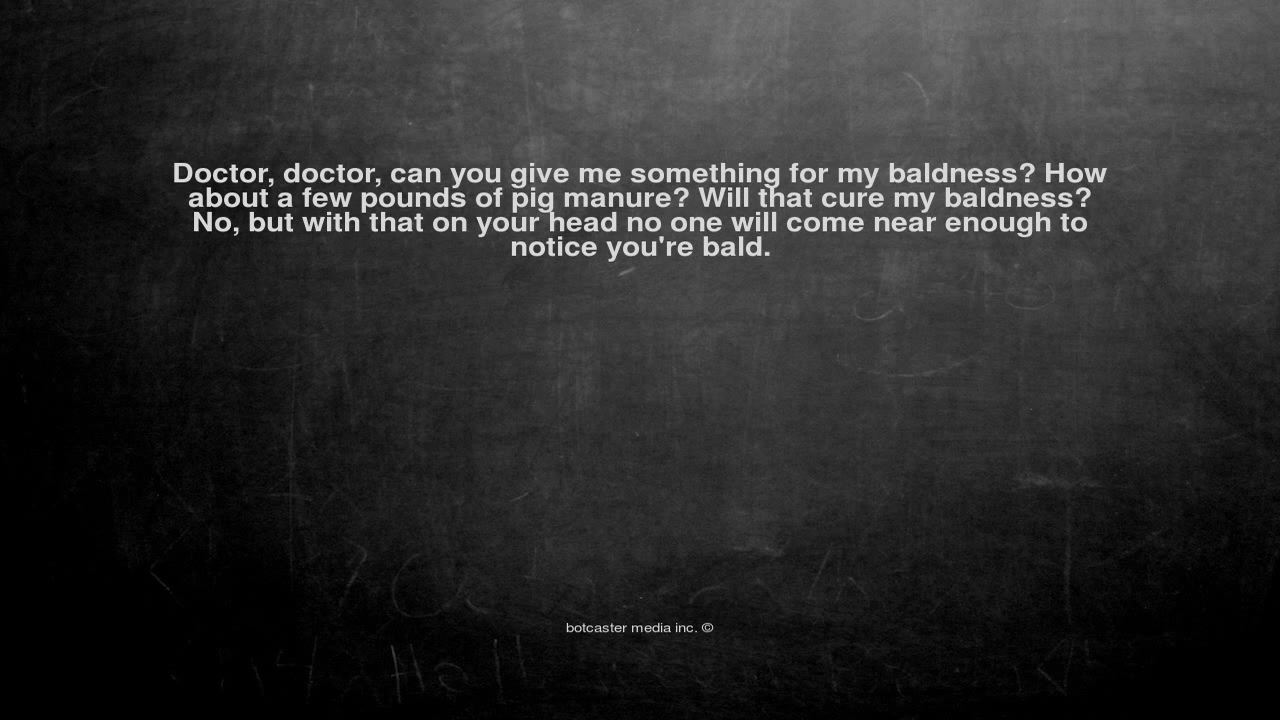 Doctor, doctor, can you give me something for my baldness? How
about a few pounds of pig manure? Will that cure my baldness?
No, but with that on your head no one will come near enough to
notice you're bald.
botcaster media inc. ©